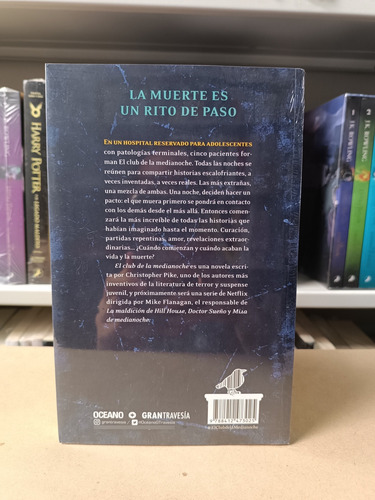 LA MUERTE ES
UN RITO DE PASO
EN UN HOSPITAL RESERVADO PARA ADOLESCENTES
con patologías terminales, cinco pacientes for-
man El club de la medianoche. Todas las noches se
reúnen para compartir historias escalofriantes, a
veces inventadas, a veces reales. Las más extrañas,
una mezcla de ambas. Una noche, deciden hacer un
pacto: el que muera primero se pondrá en contacto
con los demás desde el más allá. Entonces comen-
zará la más increíble de todas las historias que
habían imaginado hasta el momento. Curación,
partidas repentinas, amor, revelaciones extraor-
dinarias... ¿Cuándo comienzan y cuándo acaban la
vida y la muerte?
El club de la medianoche es una novela escri-
ta por Christopher Pike, uno de los autores más
inventivos de la literatura de terror y suspense
juvenil, y próximamente será una serie de Netflix
dirigida por Mike Flanagan, el responsable de
La maldición de Hill House, Doctor Sueño y Misa
de medianoche.
OCEANO
GRANTRAVESÍA
HARRY POTTER
J.K. ROWLING